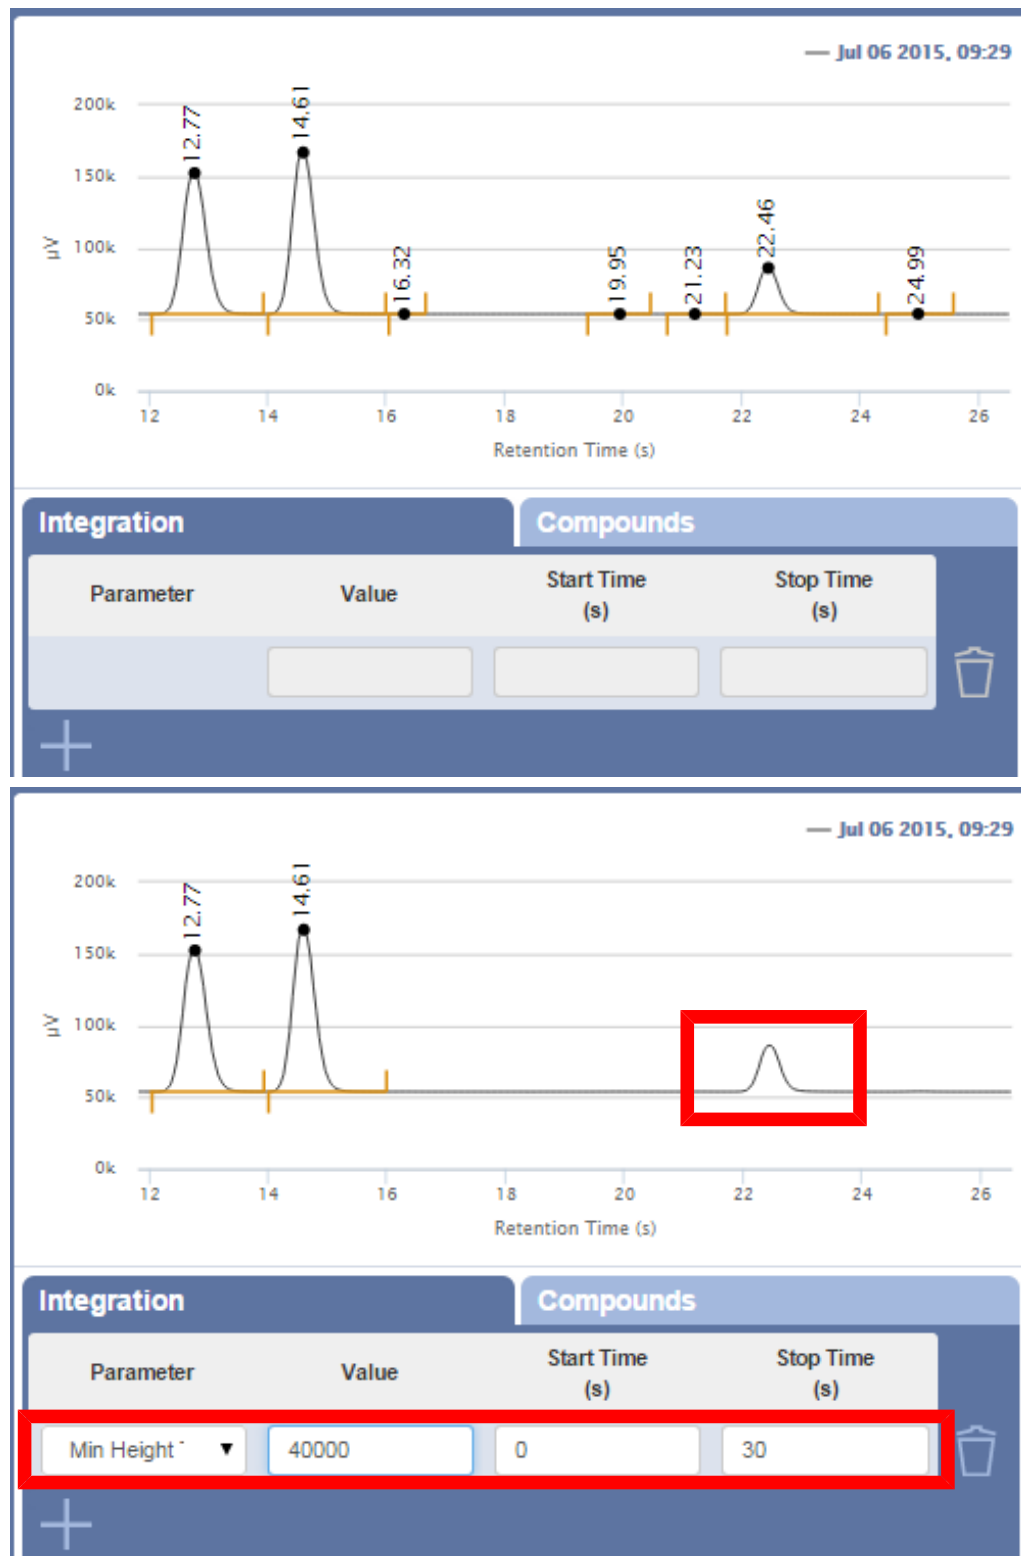 Jul 06 2015, 09:29
200k
150k
100k
50k
0k
µV
12.77
14.61
16.32
19.95
21.23
22.46
24.99
12 14 16 18 20 22 24 26
Retention Time (s)
Integration Compounds
Parameter Value Start Time (s) Stop Time (s)
Jul 06 2015, 09:29
200k
150k
100k
50k
0k
µV
12.77
14.61
12 14 16 18 20 22 24 26
Retention Time (s)
Integration Compounds
Parameter Value Start Time (s) Stop Time (s)
Min Height 40000 0 30